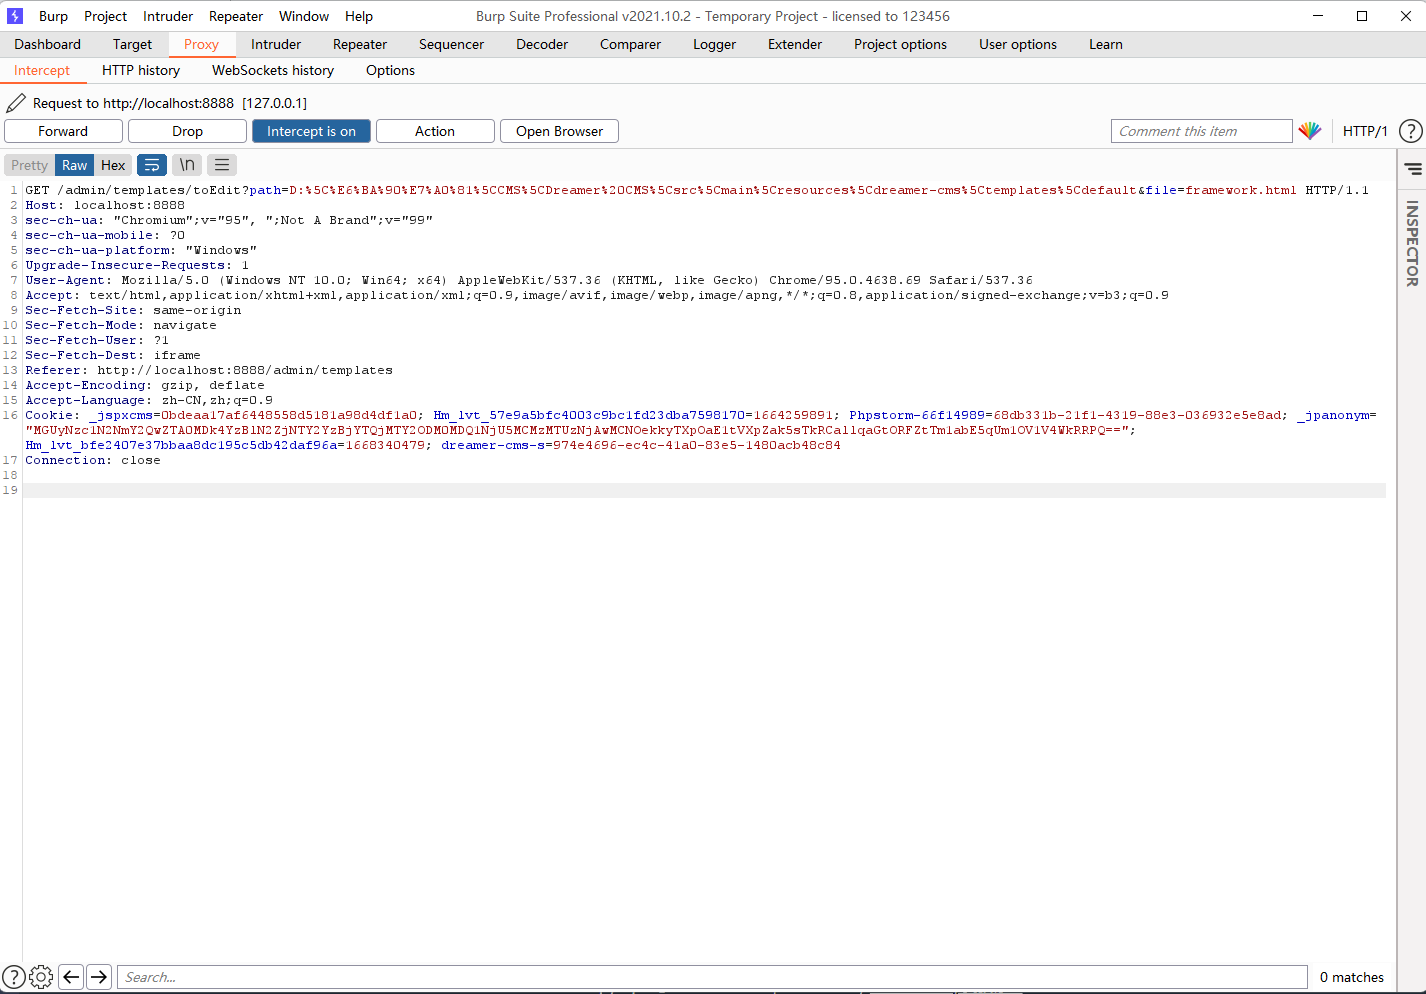 Burp Project Intruder Repeater Window Help Burp Suite Professional v2021.10.2 - Temporary Project - licensed to 123456
Dashboard Target Proxy Intruder Repeater Sequencer Decoder Comparer Logger Extender Project options User options Learn
Intercept HTTP history WebSockets history Options
Request to http://localhost:8888 [127.0.0.1]
Forward Drop Intercept is on Action Open Browser Comment this item HTTP/1 ?
Pretty Raw Hex \n
INSPECTOR
1 GET /admin/templates/toEdit?path=D:%5C%E6%BA%90%E7%A0%81%5CCMS%5CDreamer%20CMS%5Csrc%5Cmain%5Cresources%5Cdreamer-cms%5Ctemplates%5Cdefault&file=framework.html HTTP/1.1
2 Host: localhost:8888
3 sec-ch-ua: "Chromium";v="95", ";Not A Brand";v="99"
4 sec-ch-ua-mobile: ?0
5 sec-ch-ua-platform: "Windows"
6 Upgrade-Insecure-Requests: 1
7 User-Agent: Mozilla/5.0 (Windows NT 10.0; Win64; x64) AppleWebKit/537.36 (KHTML, like Gecko) Chrome/95.0.4638.69 Safari/537.36
8 Accept: text/html,application/xhtml+xml,application/xml;q=0.9,image/avif,image/webp,image/apng,*/*;q=0.8,application/signed-exchange;v=b3;q=0.9
9 Sec-Fetch-Site: same-origin
10 Sec-Fetch-Mode: navigate
11 Sec-Fetch-User: ?1
12 Sec-Fetch-Dest: iframe
13 Referer: http://localhost:8888/admin/templates
14 Accept-Encoding: gzip, deflate
15 Accept-Language: zh-CN,zh;q=0.9
16 Cookie: _jspxcms=0bdeaa17af6448558d5181a98d4df1a0; Hm_lvt_57e9a5bfc4003c9bc1fd23dba7598170=1664259891; Phpstorm-66f14989=68db331b-21f1-4319-88e3-036932e5e8ad; _jpanonym=
Hm_lvt_bfe2407e37bbaa8dc195c5db42daf96a=1668340479; dreamer-cms-s=974e4696-ec4c-41a0-83e5-1480acb48c84
17 Connection: close
18
19
? Search... 0 matches